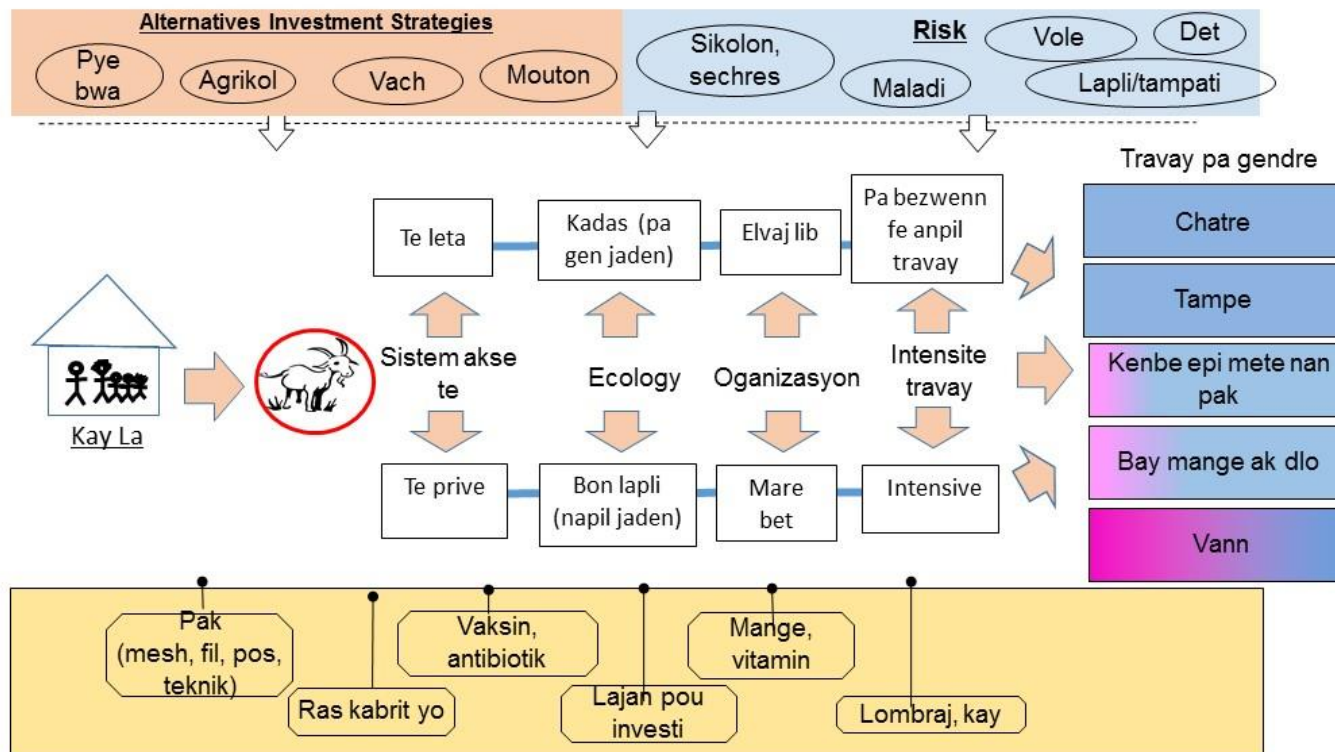 Alternatives Investment Strategies
Pye
bwa
Agrikol
Vach
Mouton
Risk
Sikolon,
sechres
Maladi
Vole
Det
Lapli/tampati
Travay pa gendre
Te leta
Kadas (pa
gen jaden)
Elvaj lib
Pa bezwenn
fe anpil
travay
Chatre
Tampe
Kenbe epi mete nan
pak
Bay mange ak dlo
Vann
Kay La
Sistem akse
te
Ecology
Oganizasyon
Intensite
travay
Te prive
Bon lapli
(napil jaden)
Mare
bet
Intensive
Pak
(mesh, fil, pos,
teknik)
Ras kabrit yo
Vaksin,
antibiotik
Lajan pou
investi
Mange,
vitamin
Lombraj, kay